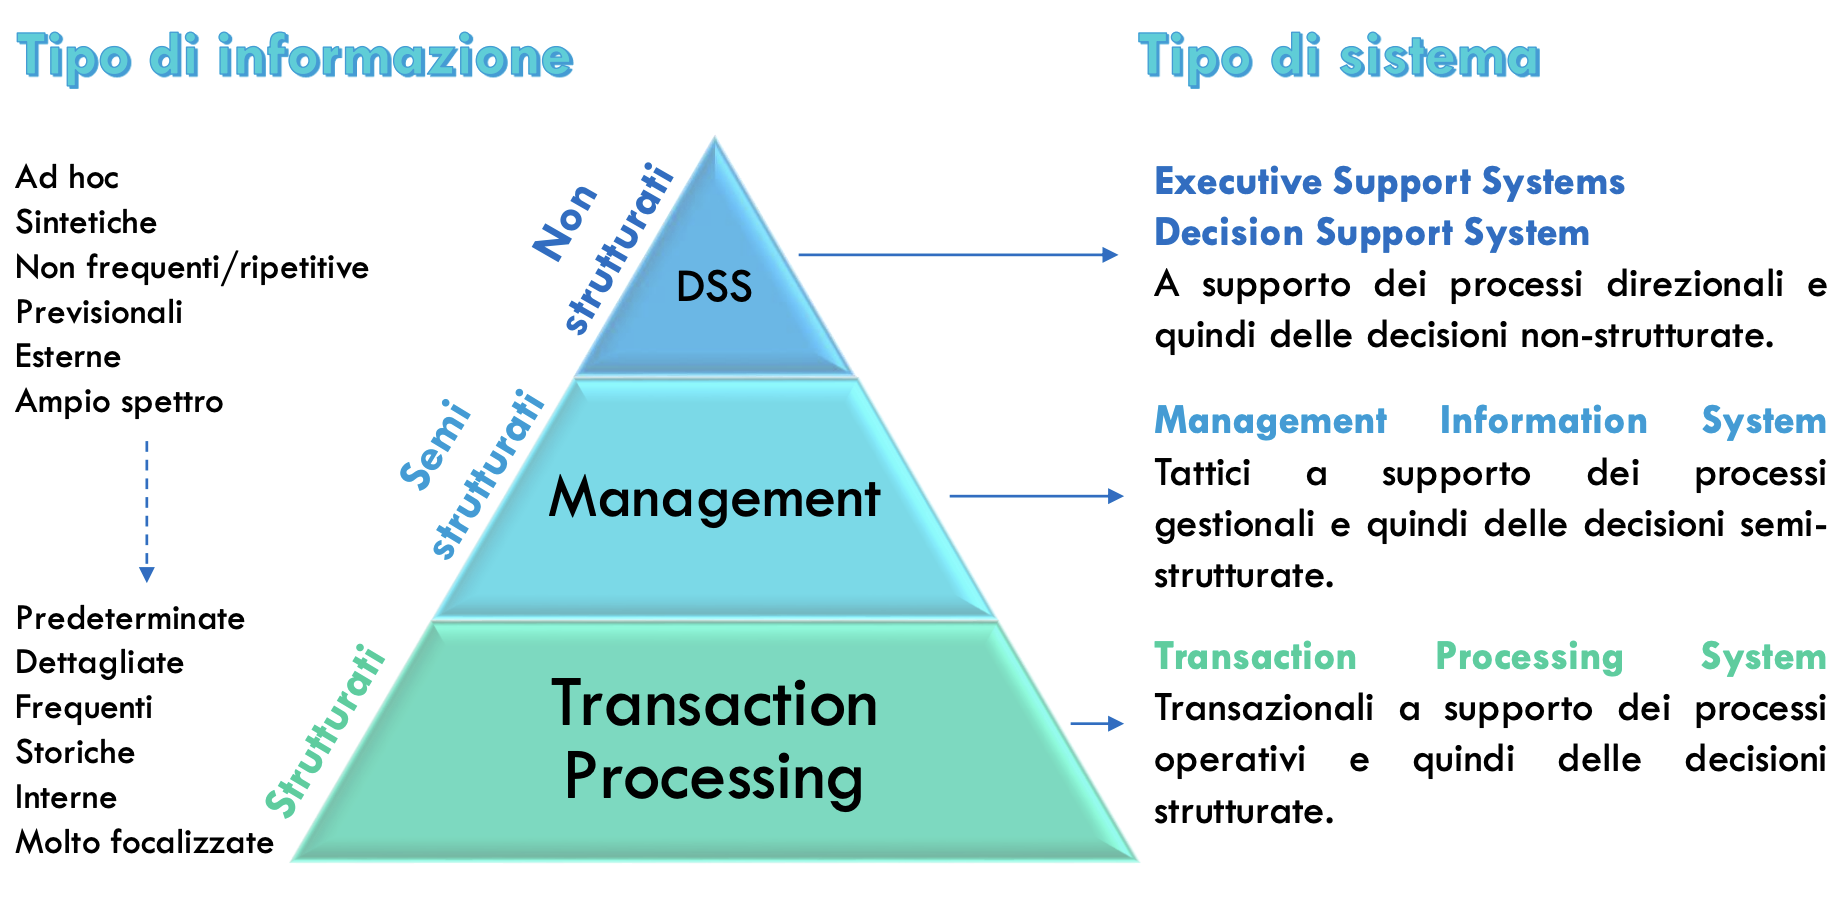 Tipo di informazione
Tipo di sistema
Ad hoc
Sintetiche
Non frequenti/ripetitive
Previsionali
Esterne
Ampio spettro
Predeterminate
Dettagliate
Frequenti
Storiche
Interne
Molto focalizzate
Non
strutturati
Semi
strutturati
Strutturati
DSS
Management
Transaction
Processing
Executive Support Systems
Decision Support System
A supporto dei processi direzionali e
quindi delle decisioni non-strutturate.
Management Information System
Tattici a supporto dei processi
gestionali e quindi delle decisioni semi-
strutturate.
Transaction Processing System
Transazionali a supporto dei processi
operativi e quindi delle decisioni
strutturate.